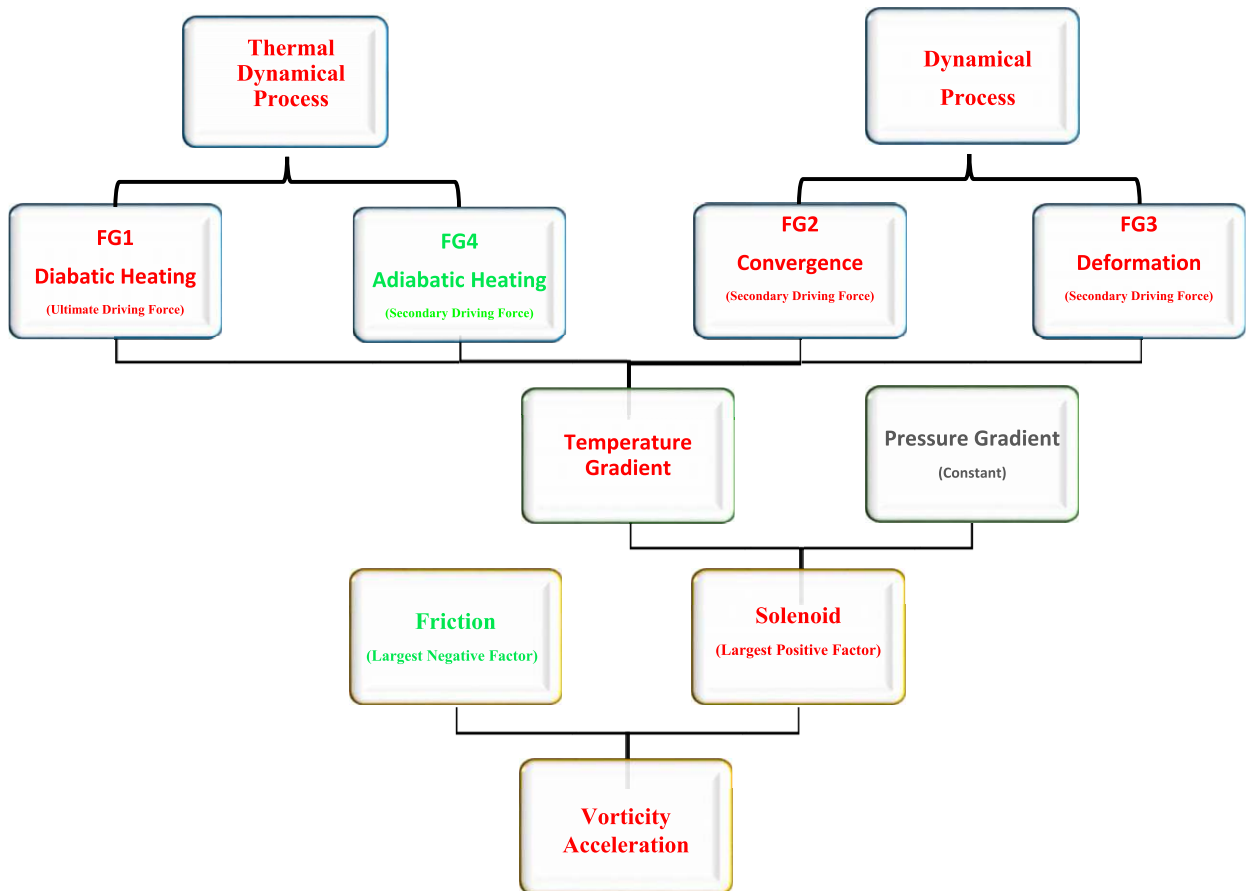 Thermal
Dynamical
Process
Dynamical
Process
FG1
Diabatic Heating
(Ultimate Driving Force)
FG4
Adiabatic Heating
(Secondary Driving Force)
FG2
Convergence
(Secondary Driving Force)
FG3
Deformation
(Secondary Driving Force)
Temperature
Gradient
Pressure Gradient
(Constant)
Friction
(Largest Negative Factor)
Solenoid
(Largest Positive Factor)
Vorticity
Acceleration